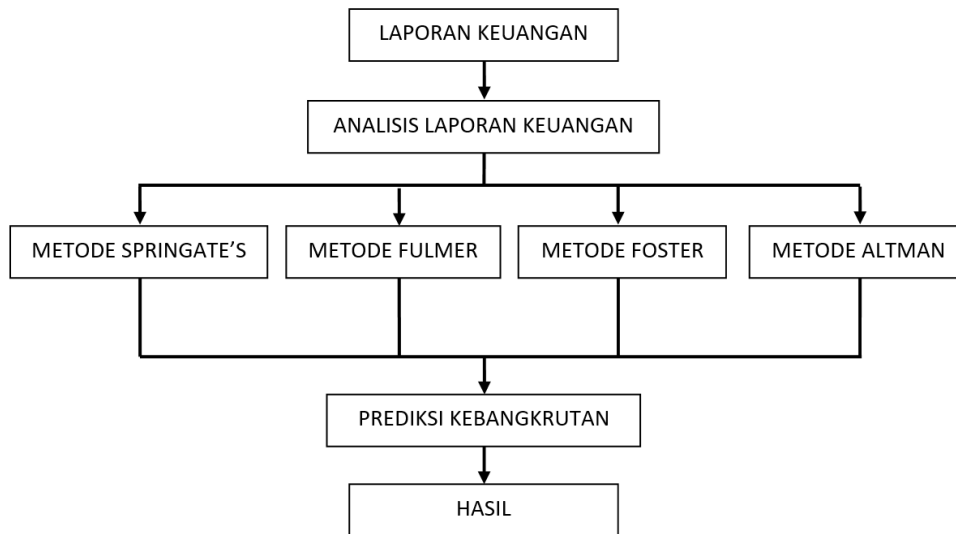 LAPORAN KEUANGAN
ANALISIS LAPORAN KEUANGAN
METODE SPRINGATE’S
METODE FULMER
METODE FOSTER
METODE ALTMAN
PREDIKSI KEBANGKRUTAN
HASIL